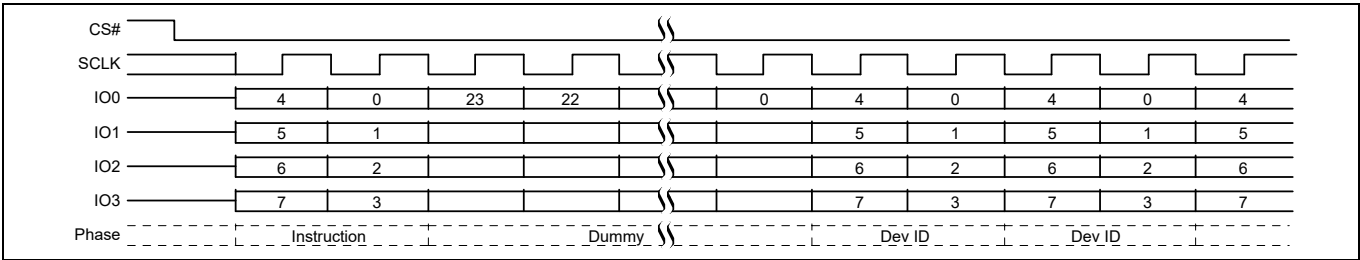 CS#
SCLK
IO0 4 0 23 22 0 4 0 4 0 4
IO1 5 1 5 1 5 1 5
IO2 6 2 6 2 6 2 6
IO3 7 3 7 3 7 3 7
Phase Instruction Dummy Dev ID Dev ID